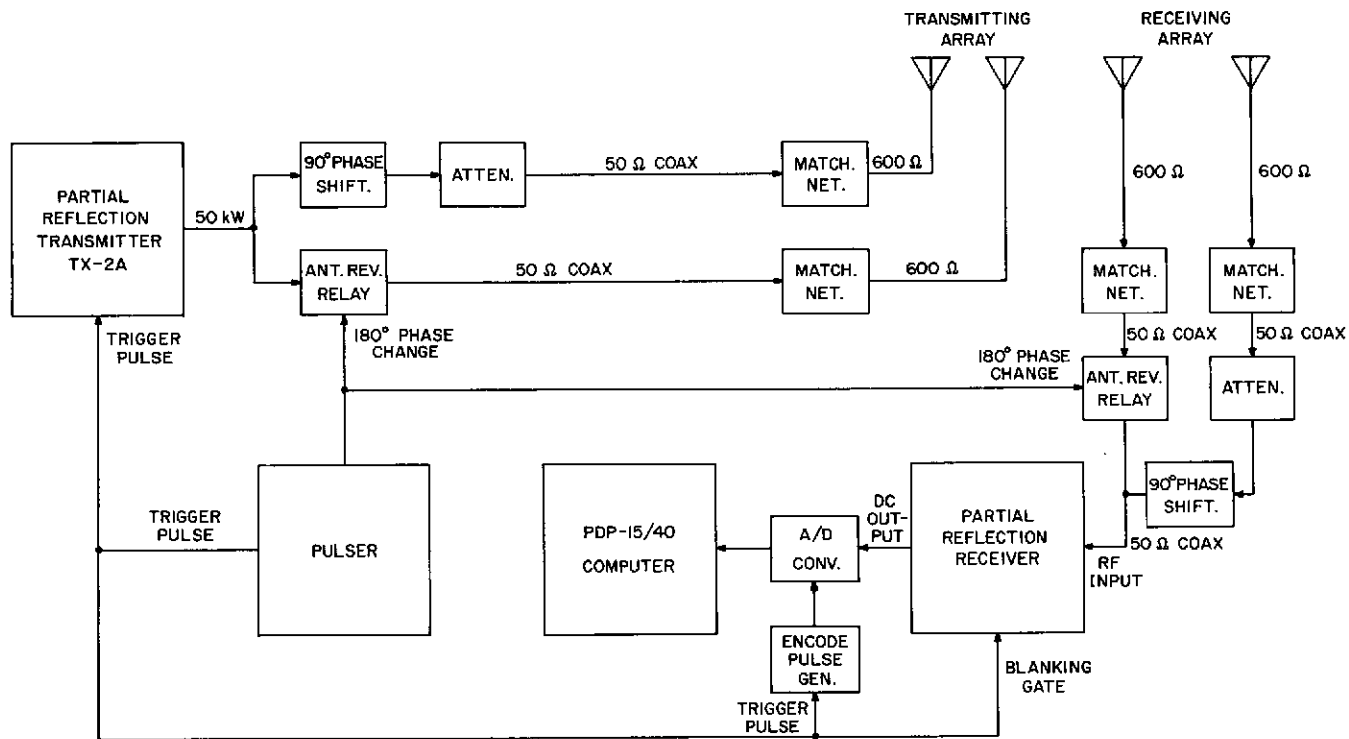 TRANSMITTING
ARRAY
RECEIVING
ARRAY
PARTIAL
REFLECTION
TRANSMITTER
TX-2A
50 kW
90° PHASE
SHIFT.
ATTEN.
50 Ω COAX
MATCH.
NET.
600 Ω
ANT. REV.
RELAY
50 Ω COAX
MATCH.
NET.
600 Ω
600 Ω
600 Ω
MATCH.
NET.
MATCH.
NET.
TRIGGER
PULSE
180° PHASE
CHANGE
50 Ω COAX
50 Ω COAX
180° PHASE
CHANGE
ANT. REV.
RELAY
ATTEN.
TRIGGER
PULSE
PULSER
PDP-15/40
COMPUTER
A/D
CONV.
DC
OUT-
PUT
PARTIAL
REFLECTION
RECEIVER
90° PHASE
SHIFT.
50 Ω COAX
RF
INPUT
ENCODE
PULSE
GEN.
BLANKING
GATE
TRIGGER
PULSE